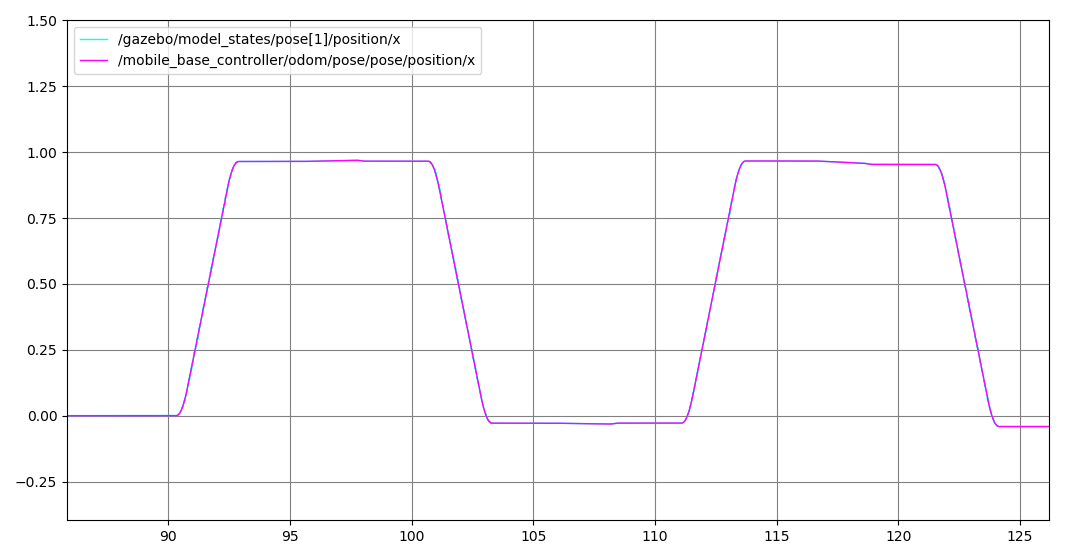 /gazebo/model_states/pose[1]/position/x
/mobile_base_controller/odom/pose/pose/position/x
1.50
1.25
1.00
0.75
0.50
0.25
0.00
−0.25
90 95 100 105 110 115 120 125